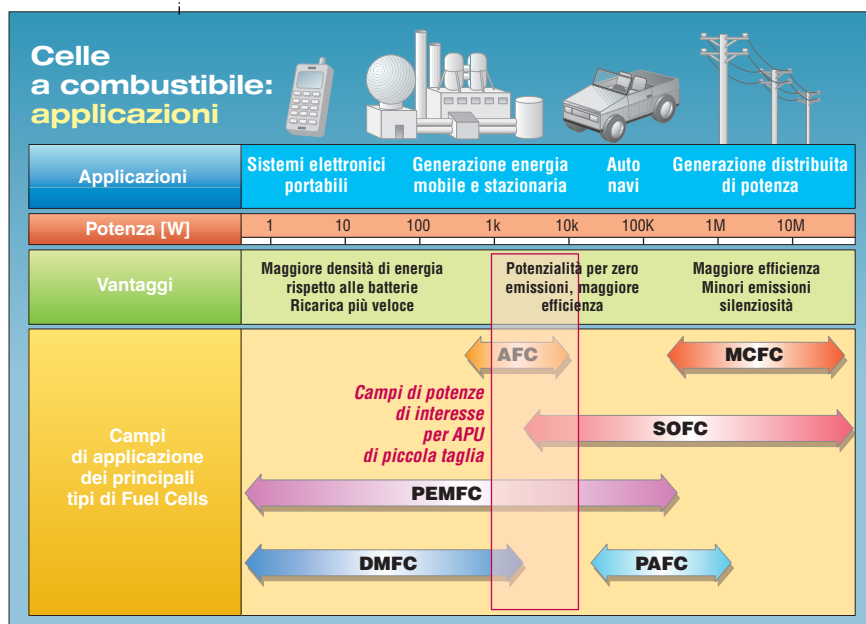 Celle
a combustibile:
applicazioni
Applicazioni
Sistemi elettronici
portabili
Generazione energia
mobile e stazionaria
Auto
navi
Generazione distribuita
di potenza
Potenza [W]
1 10 100 1k 10k 100K 1M 10M
Vantaggi
Maggiore densità di energia
rispetto alle batterie
Ricarica più veloce
Potenzialità per zero
emissioni, maggiore
efficienza
Maggiore efficienza
Minori emissioni
silenziosità
Campi
di applicazione
dei principali
tipi di Fuel Cells
AFC
MCFC
Campi di potenze
di interesse
per APU
di piccola taglia
SOFC
PEMFC
DMFC
PAFC